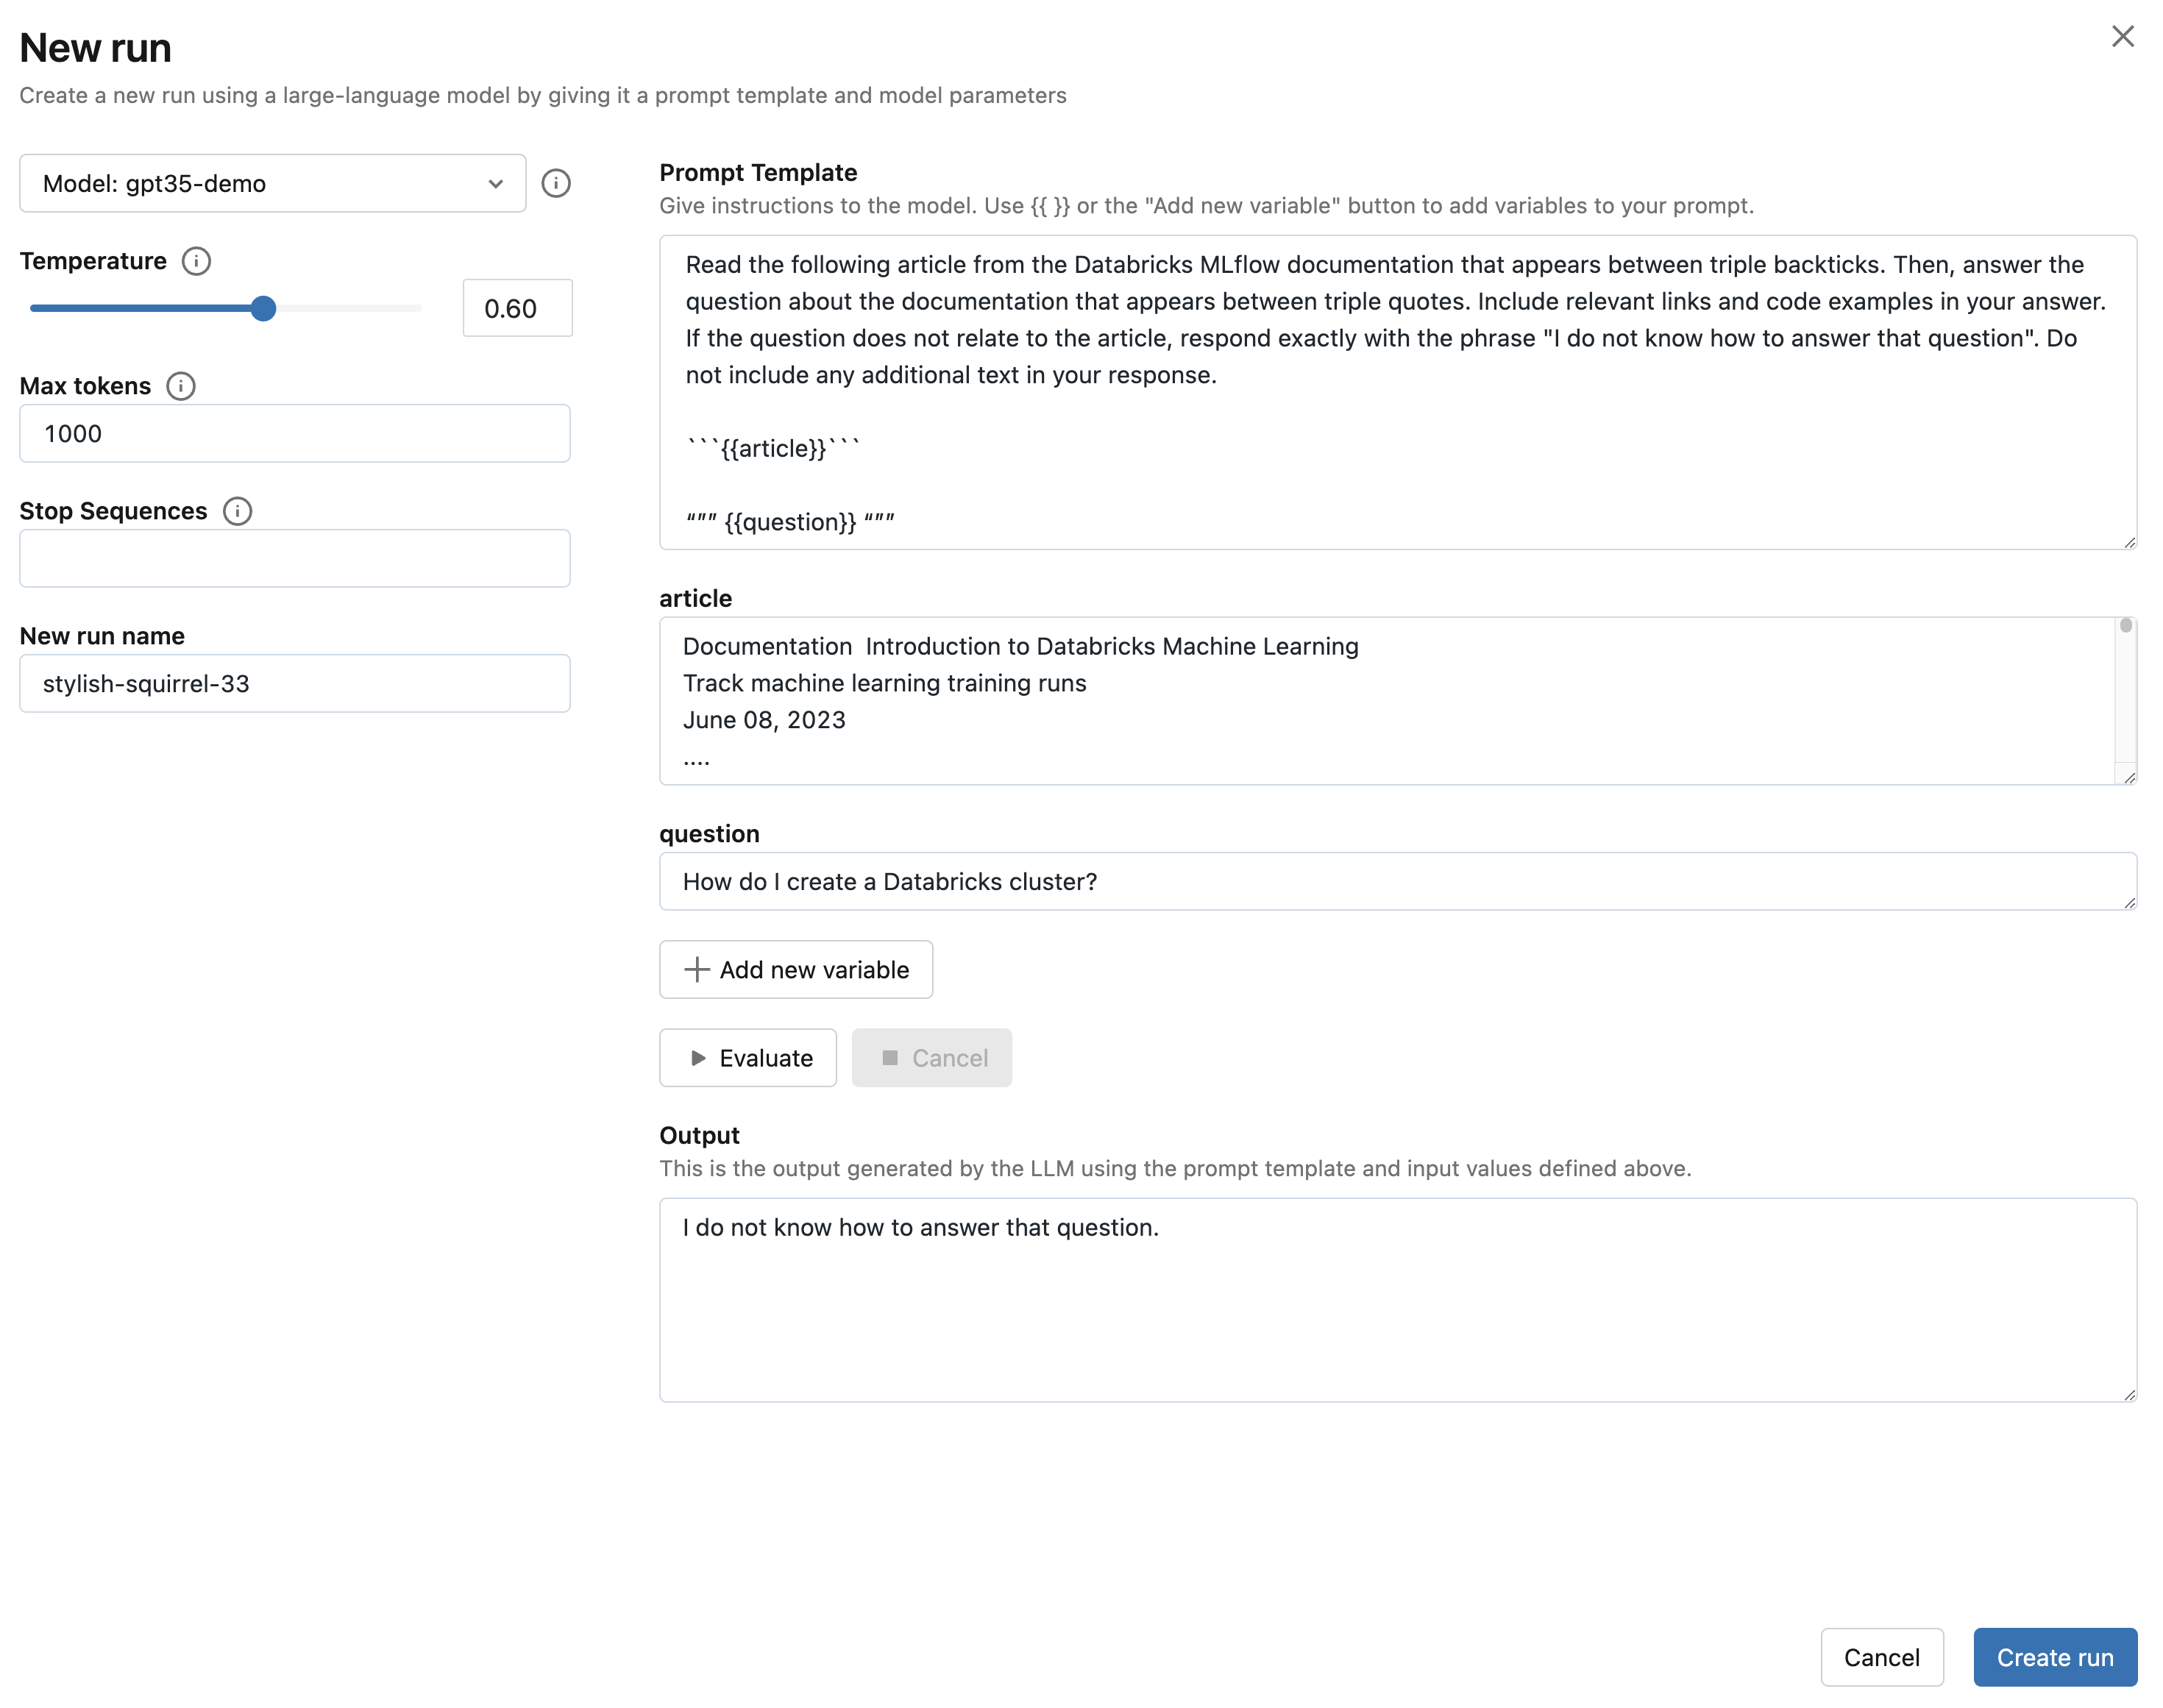 New run
Create a new run using a large-language model by giving it a prompt template and model parameters
Model: gpt35-demo
Temperature
0.60
Max tokens
1000
Stop Sequences
New run name
stylish-squirrel-33
Prompt Template
Give instructions to the model. Use {{ }} or the "Add new variable" button to add variables to your prompt.
Read the following article from the Databricks MLflow documentation that appears between triple backticks. Then, answer the
question about the documentation that appears between triple quotes. Include relevant links and code examples in your answer.
If the question does not relate to the article, respond exactly with the phrase "I do not know how to answer that question". Do
not include any additional text in your response.
```{{article}}```
“”” {{question}} “””
article
Documentation  Introduction to Databricks Machine Learning
Track machine learning training runs
June 08, 2023
....
question
How do I create a Databricks cluster?
Add new variable
Evaluate
Cancel
Output
This is the output generated by the LLM using the prompt template and input values defined above.
I do not know how to answer that question.
Cancel
Create run